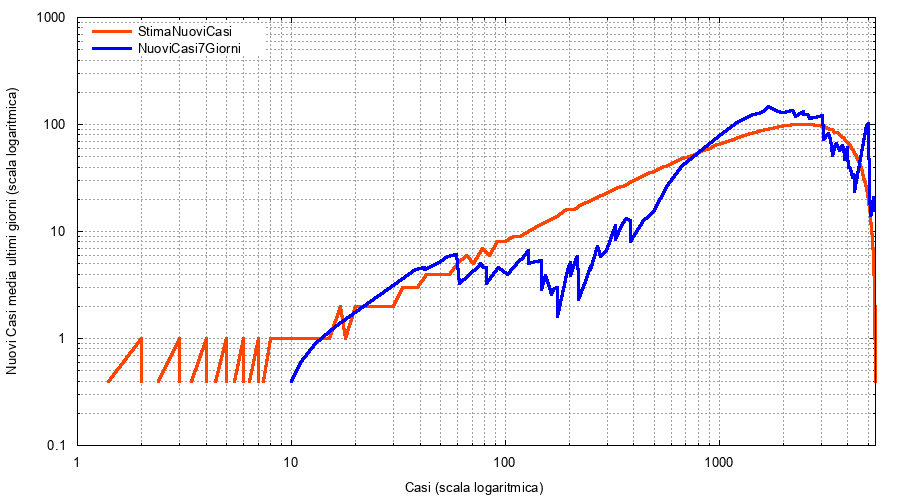 1000
StimaNuoviCasi
NuoviCasi7Giorni
100
10
1
0.1
Nuovi Casi media ultimi giorni (scala logaritmica)
1 10 100 1000
Casi (scala logaritmica)